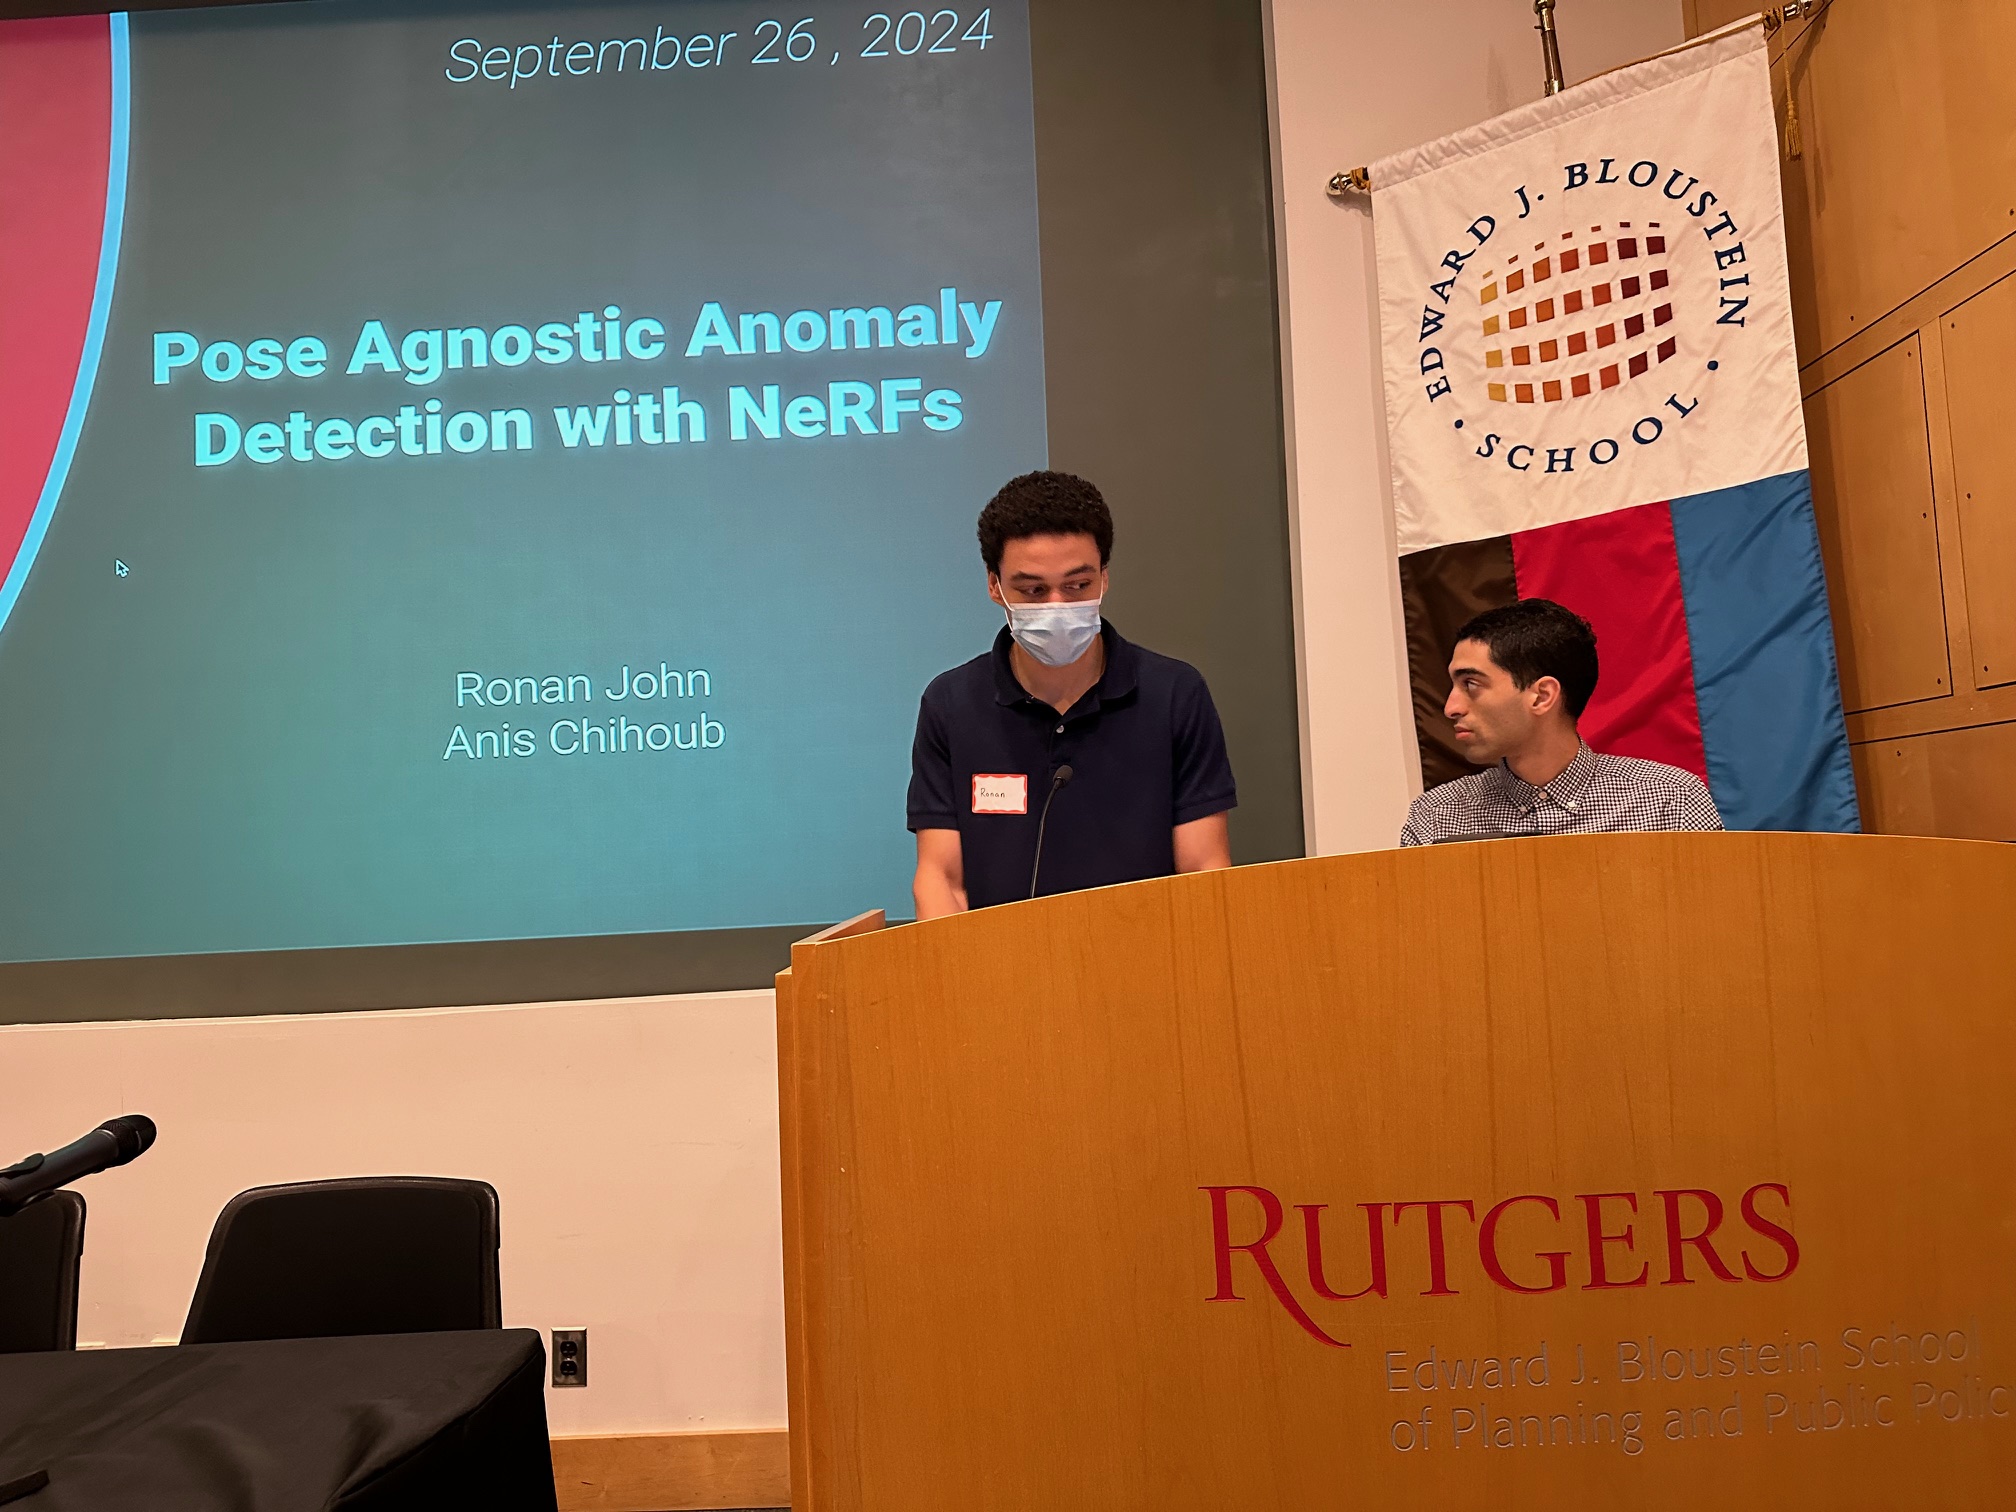 September 26 , 2024
Pose Agnostic Anomaly
Detection with NeRFs
Ronan John
Anis Chihoub
EDWARD J. BLOUSTEIN
• SCHOOL •
Ronan
RUTGERS
Edward J. Bloustein School
of Planning and Public Polic